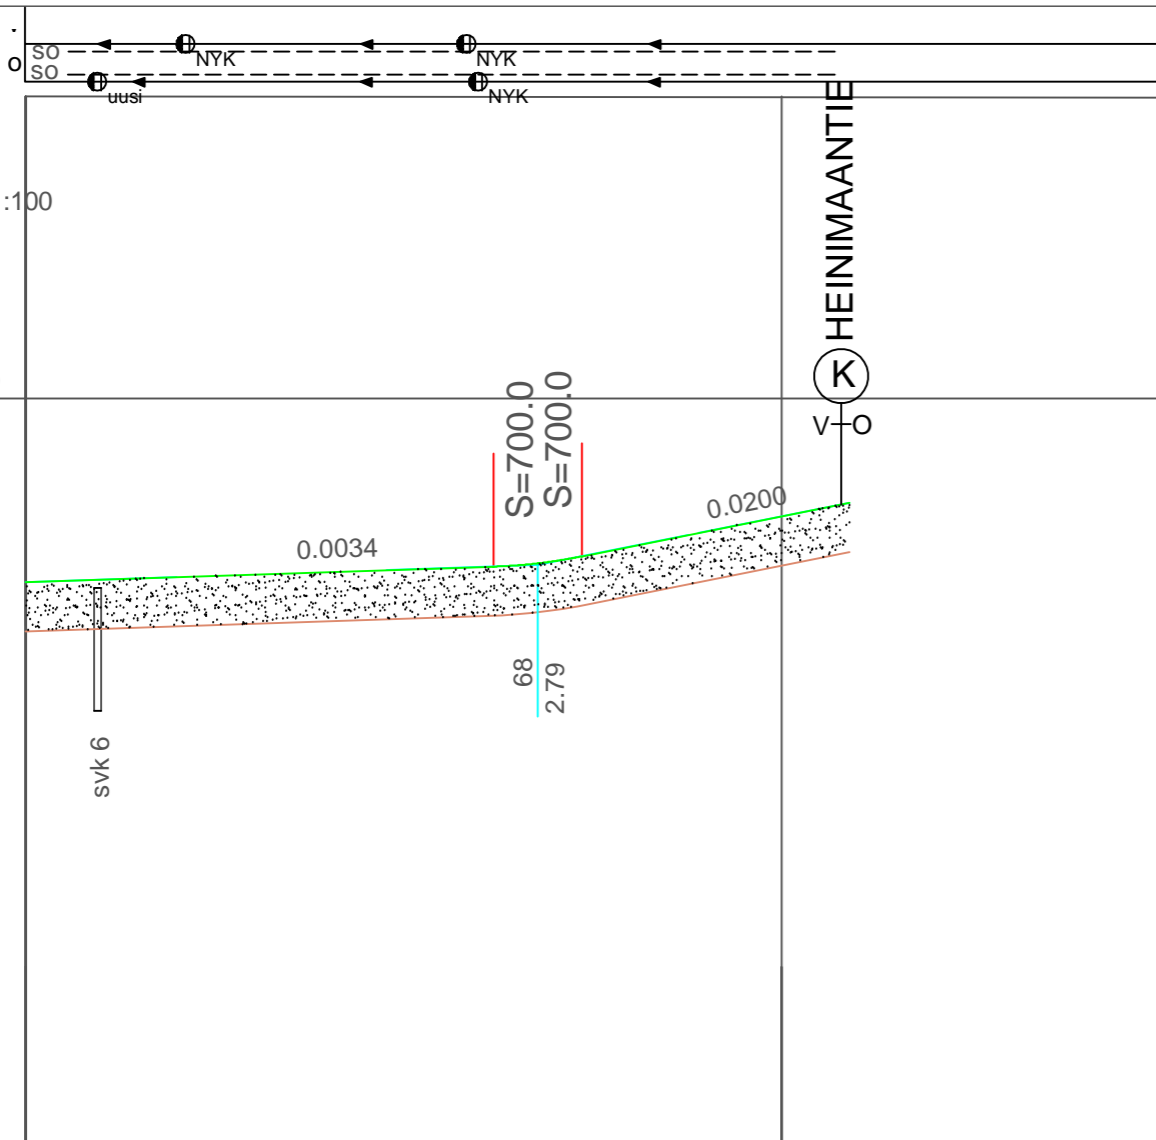 so
NYK
NYK
o
so
uusi
NYK
HEINIMAANTIE
:100
K
V O
S=700.0
S=700.0
0.0200
0.0034
68
2.79
svk 6